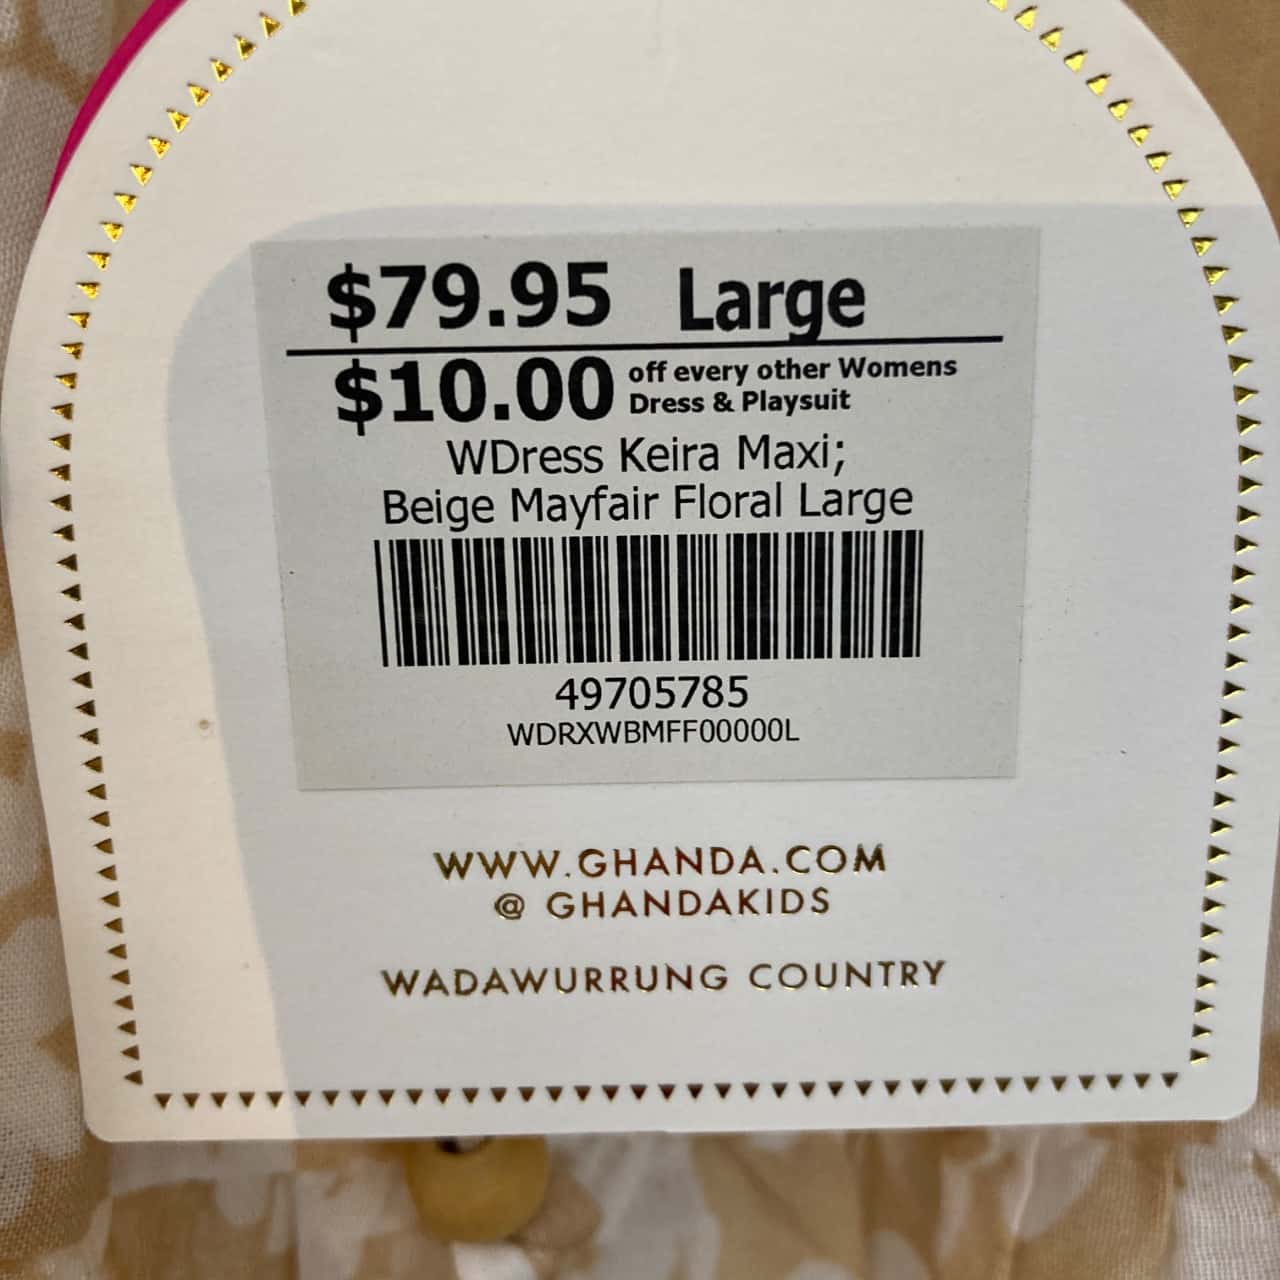 $79.95 Large
$10.00 off every other Womens
Dress & Playsuit
WDress Keira Maxi;
Beige Mayfair Floral Large
49705785
WDRXWBMFF00000L
WWW.GHANDA.COM
@ GHANDAKIDS
WADAWURRUNG COUNTRY